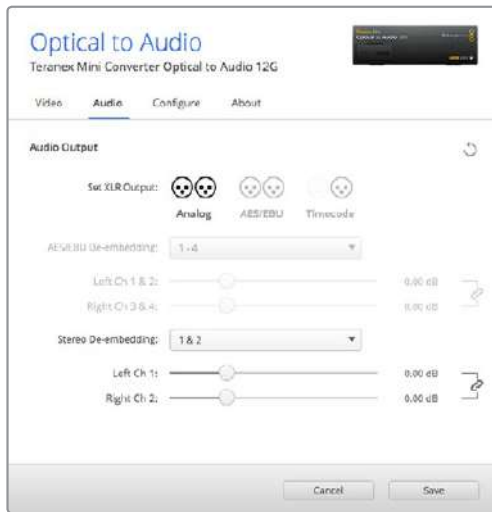 Optical to Audio
Teranex Mini Converter Optical to Audio 12G
Video Audio Configure About
Audio Output
Set XLR Output:
Analog AES/EBU Timecode
AES/EBU De-embedding: 1-4
Left Ch 1 & 2: 0.00 dB
Right Ch 3 & 4: 0.00 dB
Stereo De-embedding: 1 & 2
Left Ch 1: 0.00 dB
Right Ch 2: 0.00 dB
Cancel Save